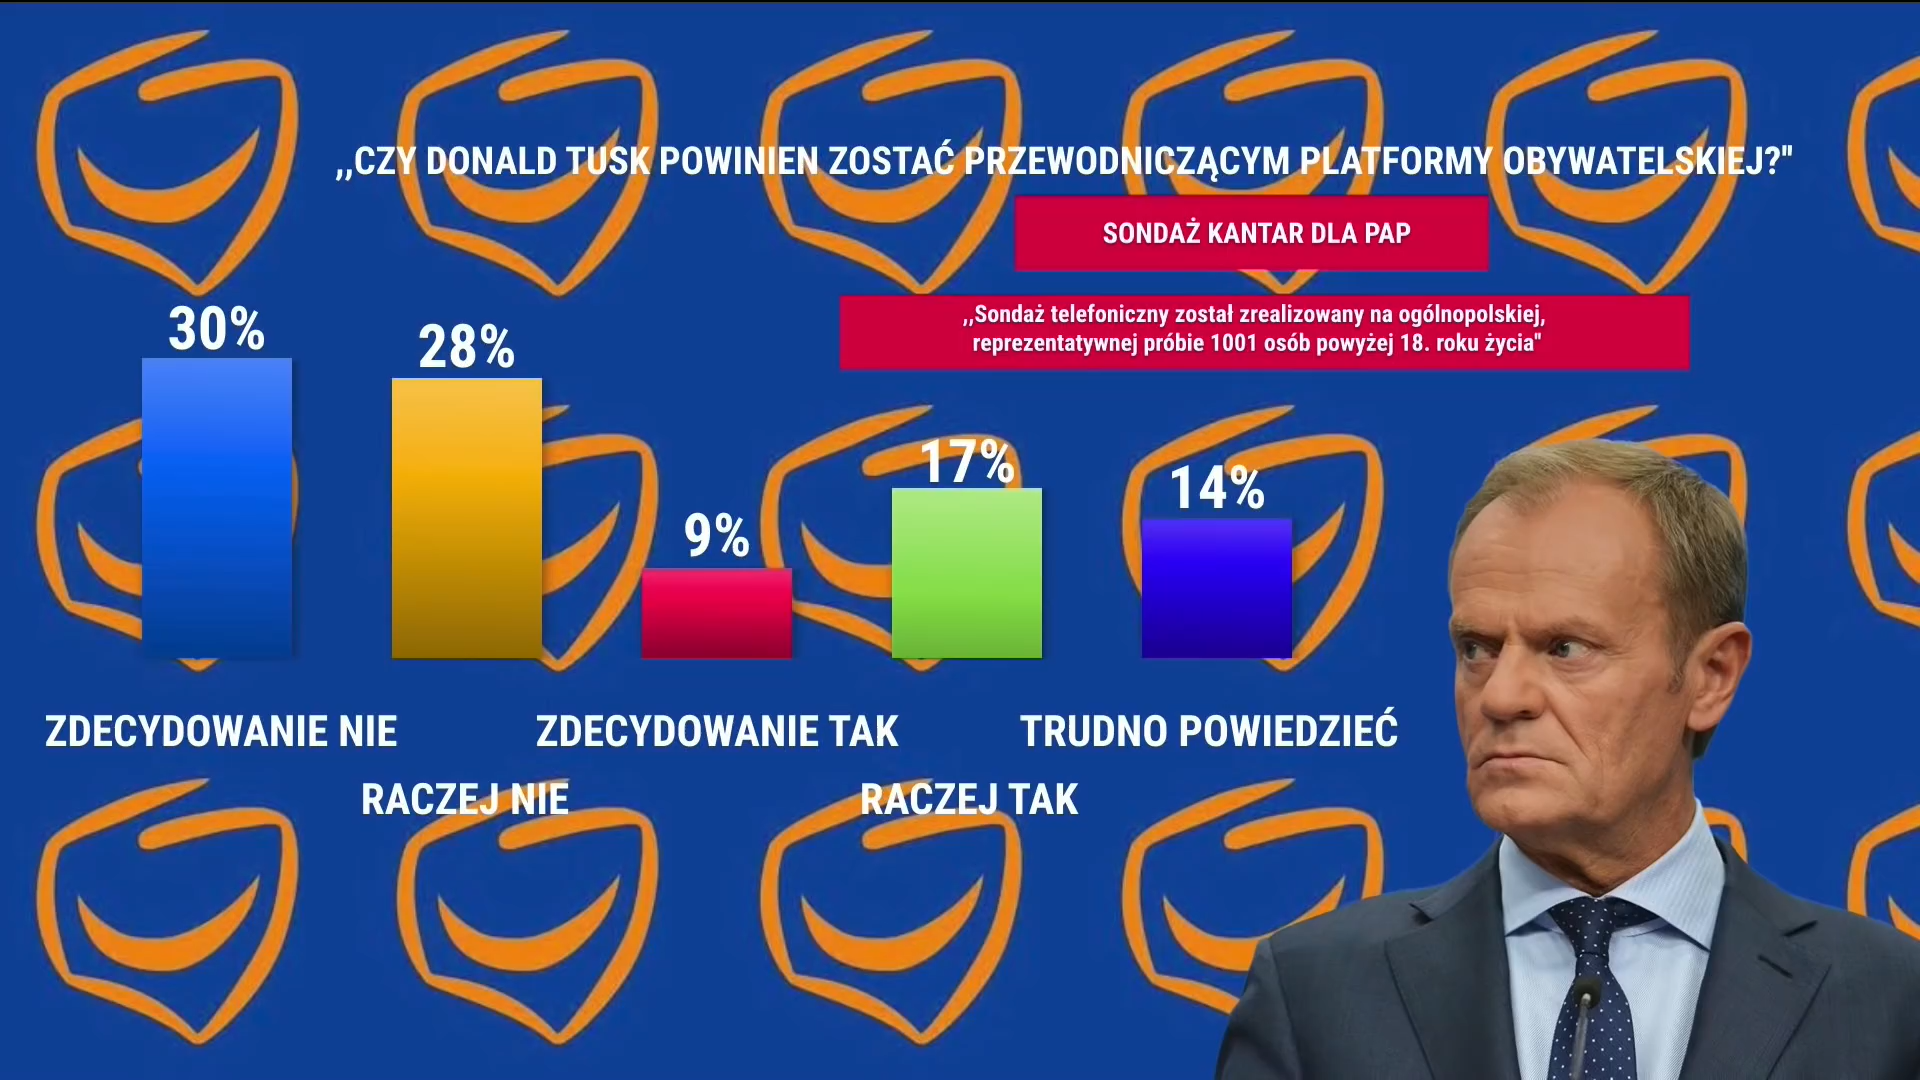 ,,CZY DONALD TUSK POWINIEN ZOSTAĆ PRZEWODNICZĄCYM PLATFORMY OBYWATELSKIEJ?"
SONDAŻ KANTAR DLA PAP
,,Sondaż telefoniczny został zrealizowany na ogólnopolskiej,
reprezentatywnej próbie 1001 osób powyżej 18. roku życia"
30%
28%
9%
17%
14%
ZDECYDOWANIE NIE
RACZEJ NIE
ZDECYDOWANIE TAK
RACZEJ TAK
TRUDNO POWIEDZIEĆ